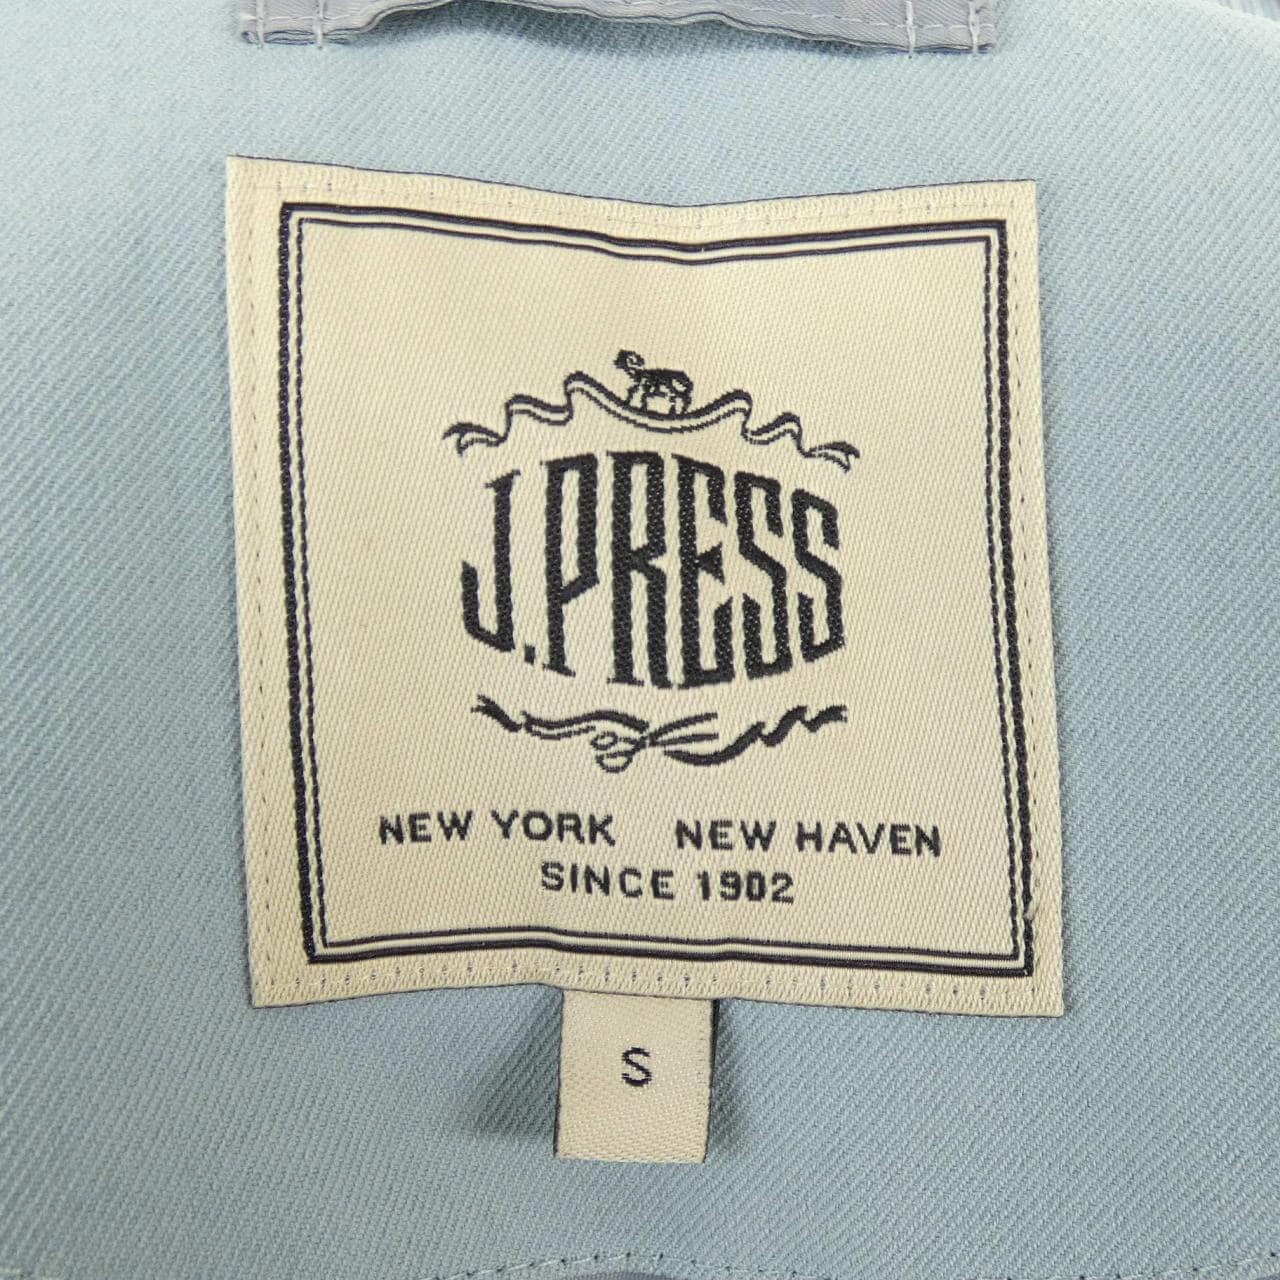 J.PRESS
NEW YORK NEW HAVEN
SINCE 1902
S